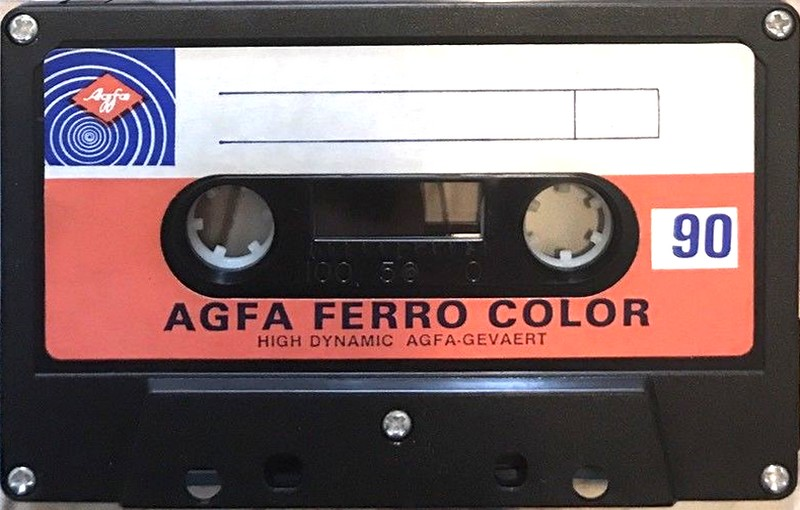 Agfa
90
100 50 0
AGFA FERRO COLOR
HIGH DYNAMIC AGFA-GEVAERT